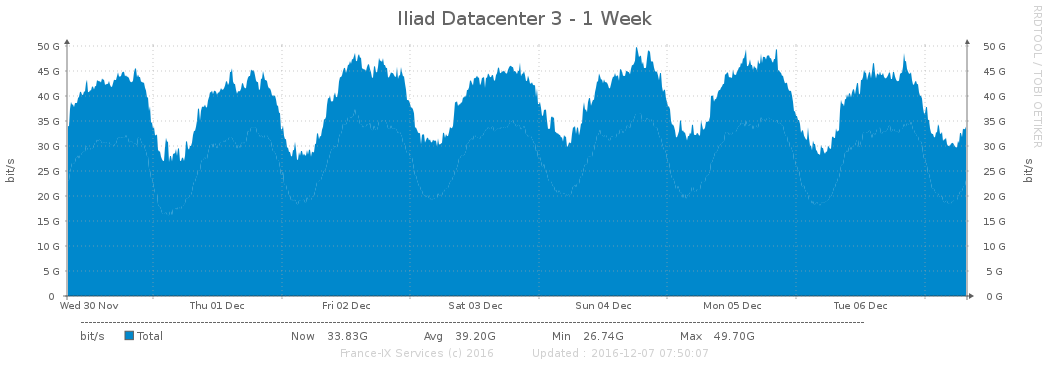 Iliad Datacenter 3 - 1 Week
RRDTOOL / TOBI OETIKER
50 G 50 G
45 G 45 G
40 G 40 G
35 G 35 G
30 G 30 G
25 G 25 G
20 G 20 G
15 G 15 G
10 G 10 G
5 G 5 G
0 0 G
bit/s bit/s
Wed 30 Nov Thu 01 Dec Fri 02 Dec Sat 03 Dec Sun 04 Dec Mon 05 Dec Tue 06 Dec
bit/s Total Now 33.83G Avg 39.20G Min 26.74G Max 49.70G
France-IX Services (c) 2016 Updated : 2016-12-07 07:50:07